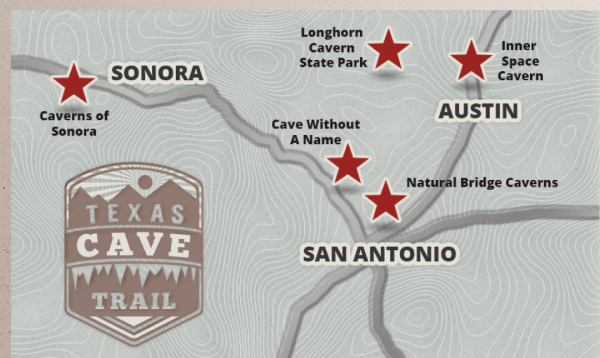 Longhorn
Cavern
State Park
Inner
Space
Cavern
SONORA
Caverns of
Sonora
AUSTIN
Cave Without
A Name
Natural Bridge Caverns
SAN ANTONIO
TEXAS
CAVE
TRAIL